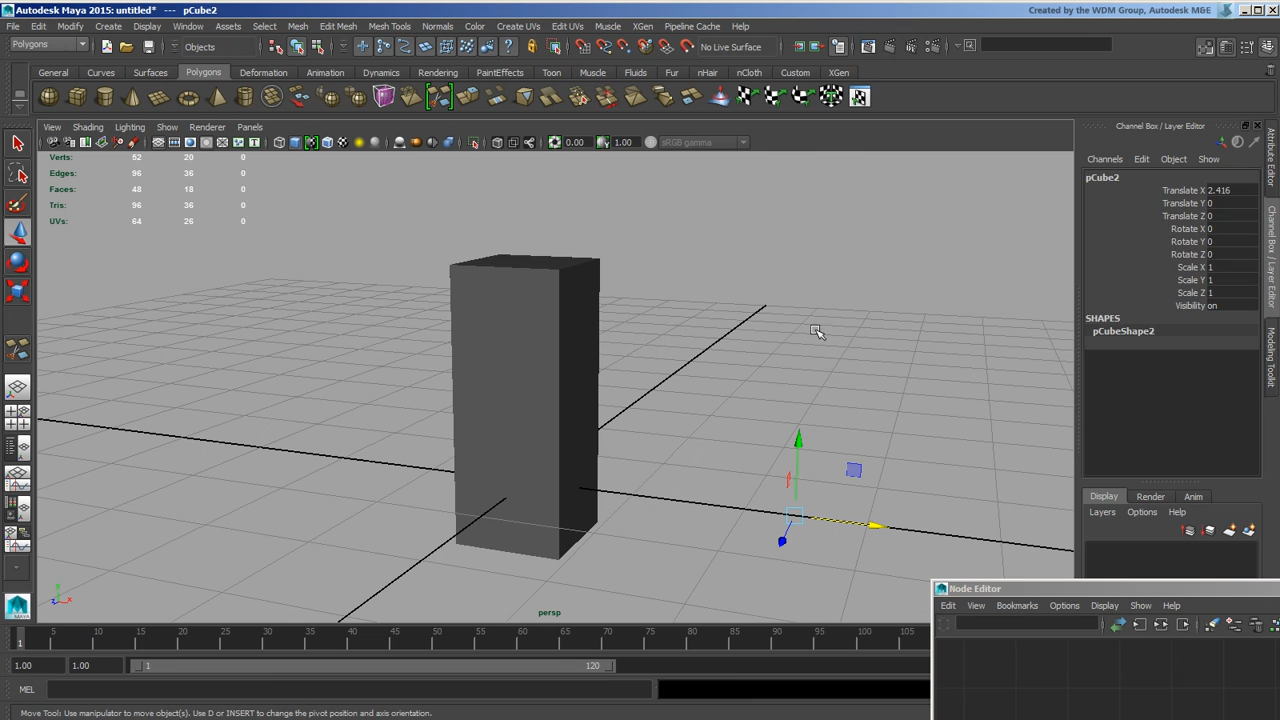 Autodesk Maya 2015: untitled* --- pCube2
Created by the WDM Group, Autodesk M&E
File Edit Modify Create Display Window Assets Select Mesh Edit Mesh Mesh Tools Normals Color Create UVs Edit UVs Muscle XGen Pipeline Cache Help
Polygons Objects No Live Surface
General Curves Surfaces Polygons Deformation Animation Dynamics Rendering PaintEffects Toon Muscle Fluids Fur nHair nCloth Custom XGen
View Shading Lighting Show Renderer Panels
0.00 1.00 sRGB gamma
Verts: 52 20 0
Edges: 96 36 0
Faces: 48 18 0
Tris: 96 36 0
UVs: 64 26 0
persp
Channel Box / Layer Editor
Channels Edit Object Show
pCube2
Translate X 2.416
Translate Y 0
Translate Z 0
Rotate X 0
Rotate Y 0
Rotate Z 0
Scale X 1
Scale Y 1
Scale Z 1
Visibility on
SHAPES
pCubeShape2
Attribute Editor
Channel Box / Layer Editor
Modeling Toolkit
Display Render Anim
Layers Options Help
Node Editor
Edit View Bookmarks Options Display Show Help
1 5 10 15 20 25 30 35 40 45 50 55 60 65 70 75 80 85 90 95 100 105
1.00 1.00 1 120
MEL
Move Tool: Use manipulator to move object(s). Use D or INSERT to change the pivot position and axis orientation.